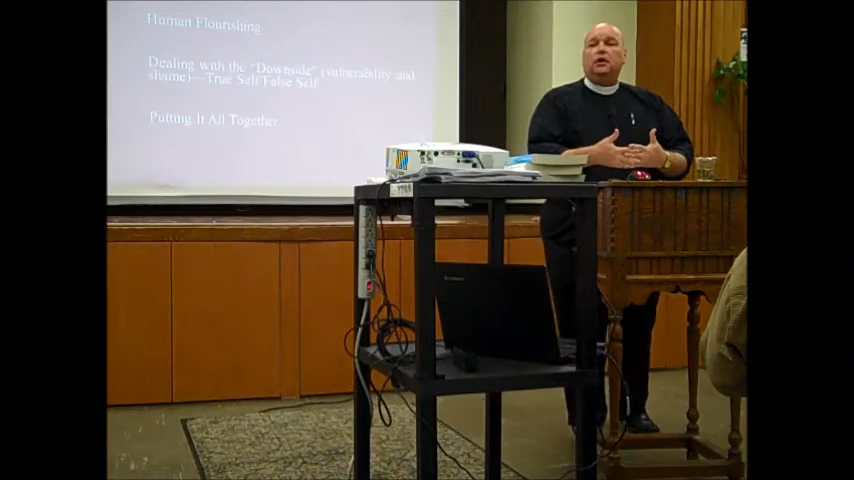 Human Flourishing
Dealing with the "Downside" (vulnerability and
shame)—True Self/False Self
Putting It All Together